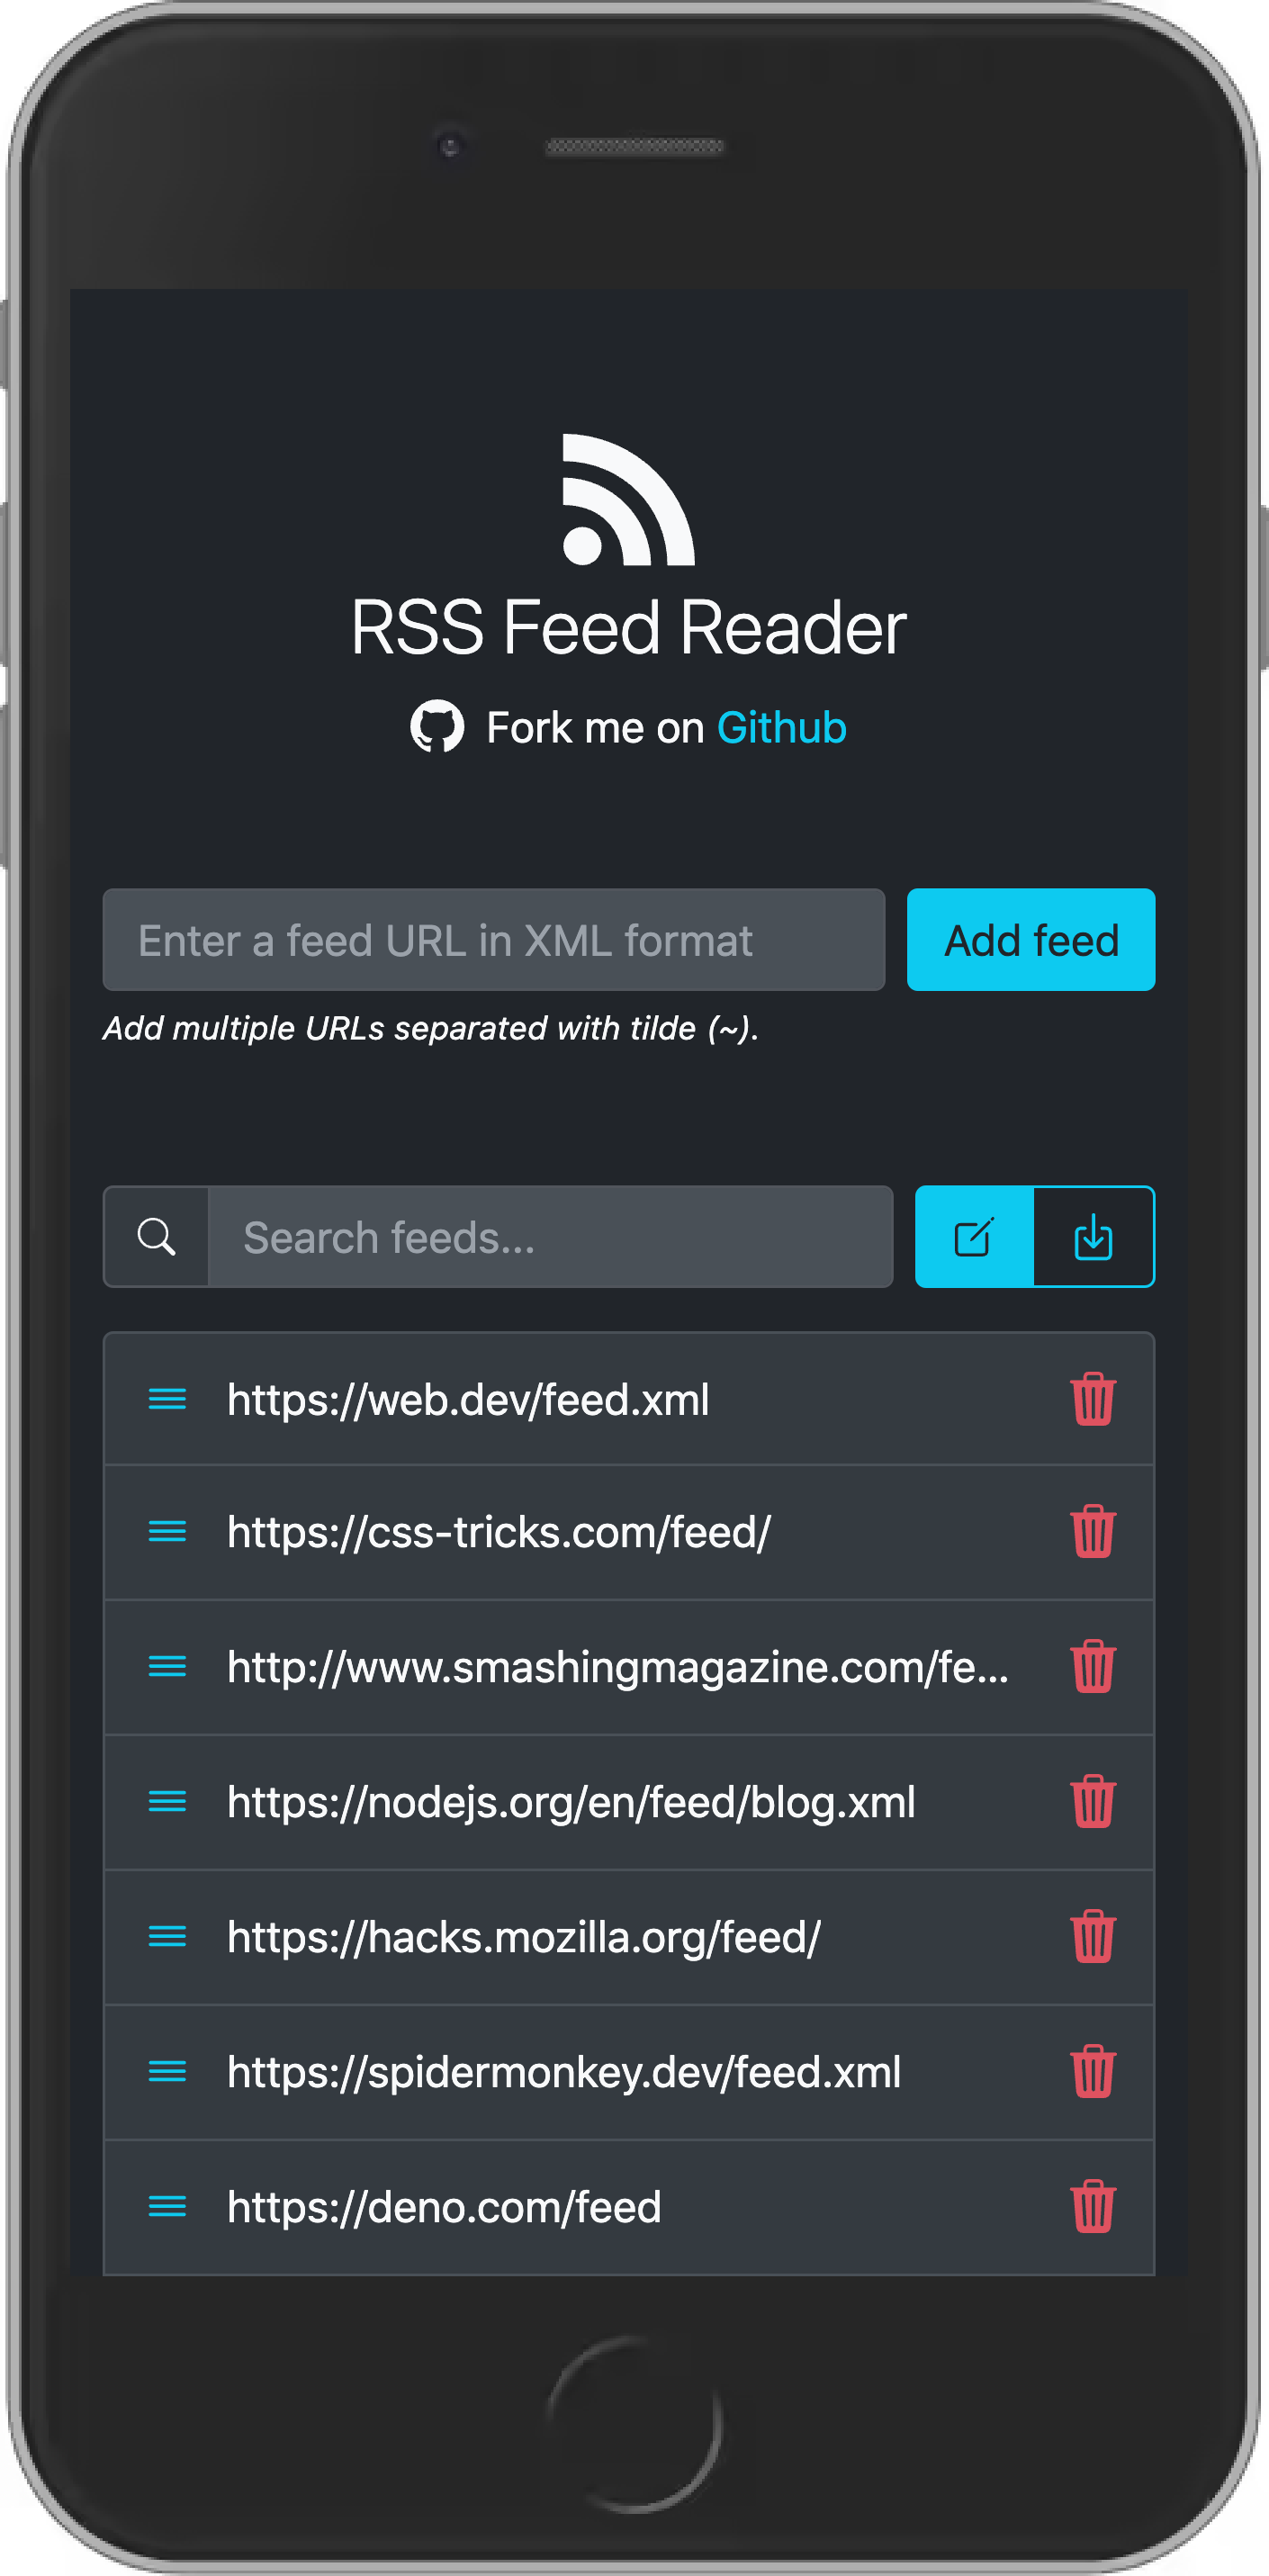 RSS Feed Reader
Fork me on Github
Enter a feed URL in XML format
Add feed
Add multiple URLs separated with tilde (~).
Search feeds...
https://web.dev/feed.xml
https://css-tricks.com/feed/
http://www.smashingmagazine.com/fe...
https://nodejs.org/en/feed/blog.xml
https://hacks.mozilla.org/feed/
https://spidermonkey.dev/feed.xml
https://deno.com/feed